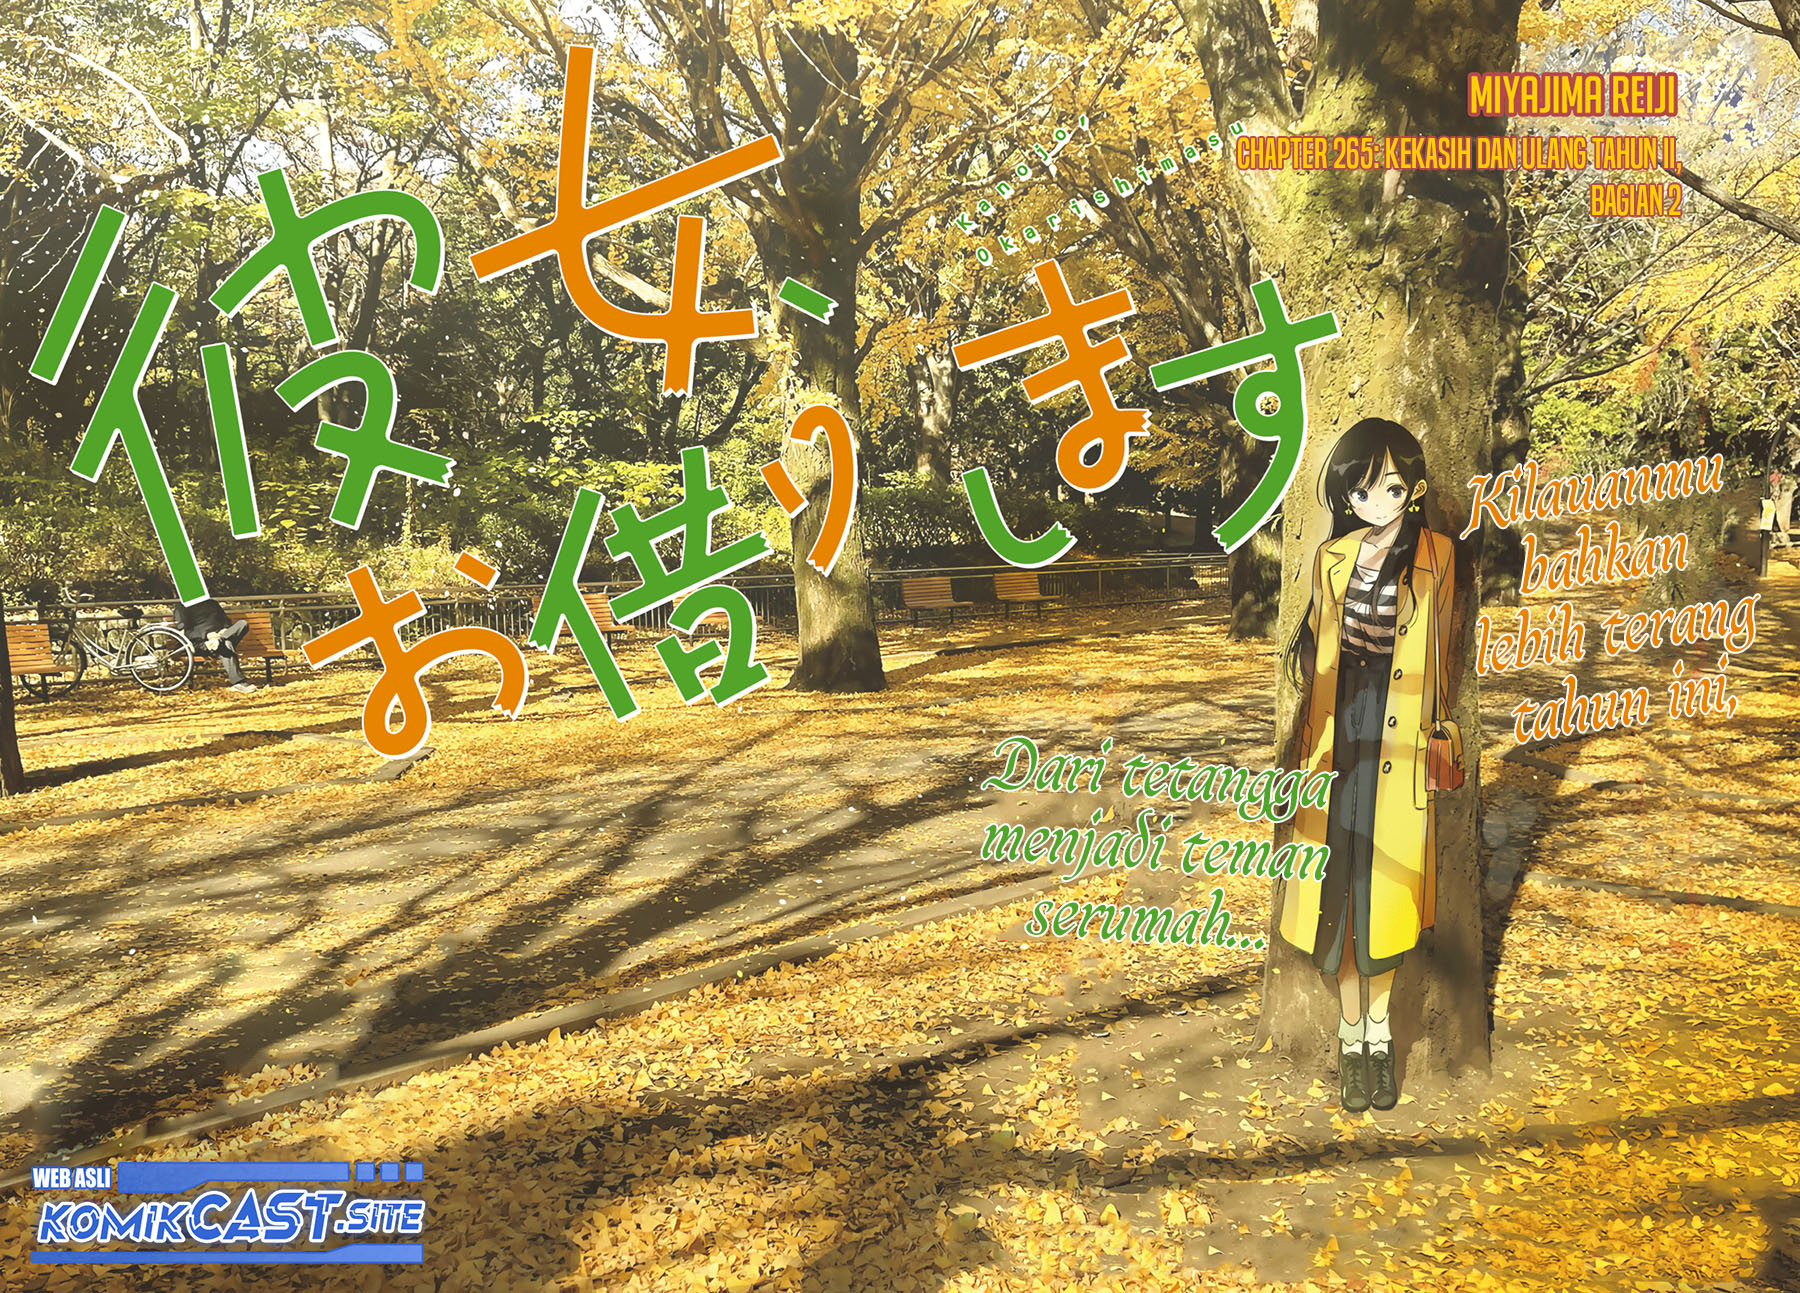 MIYAJIMA REIJI
CHAPTER 265: KEKASIH DAN ULANG TAHUN II,
BAGIAN 2
Kanojo,
Okarishimasu
彼女、
お借りします
Kilauanmu
bahkan
lebih terang
tahun ini,
Dari tetangga
menjadi teman
serumah...
WEB ASLI
KOMIKCAST.SITE